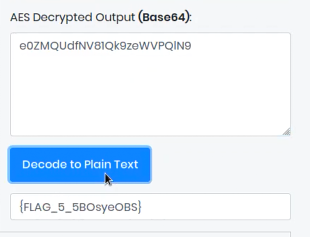 AES Decrypted Output (Base64):
e0ZMQUdfNV81Qk9zeWVPQlN9
Decode to Plain Text
{FLAG_5_5BOsyeOBS}